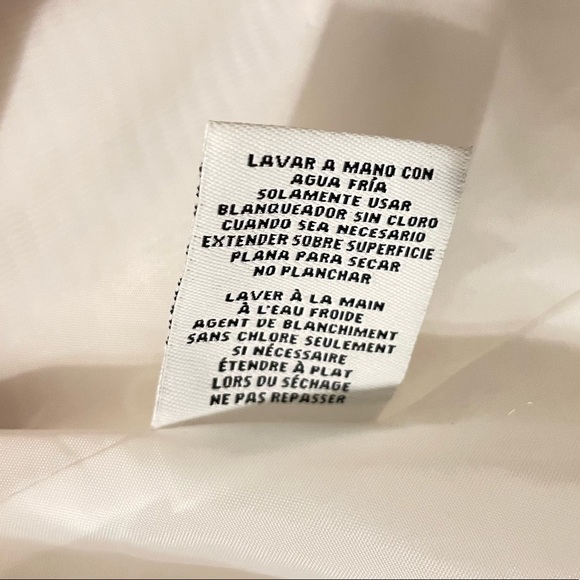 LAVAR A MANO CON
AGUA FRÍA
SOLAMENTE USAR
BLANQUEADOR SIN CLORO
CUANDO SEA NECESARIO
EXTENDER SOBRE SUPERFICIE
PLANA PARA SECAR
NO PLANCHAR
LAVER À LA MAIN
À L'EAU FROIDE
AGENT DE BLANCHIMENT
SANS CHLORE SEULEMENT
SI NÉCESSAIRE
ÉTENDRE À PLAT
LORS DU SÉCHAGE
NE PAS REPASSER